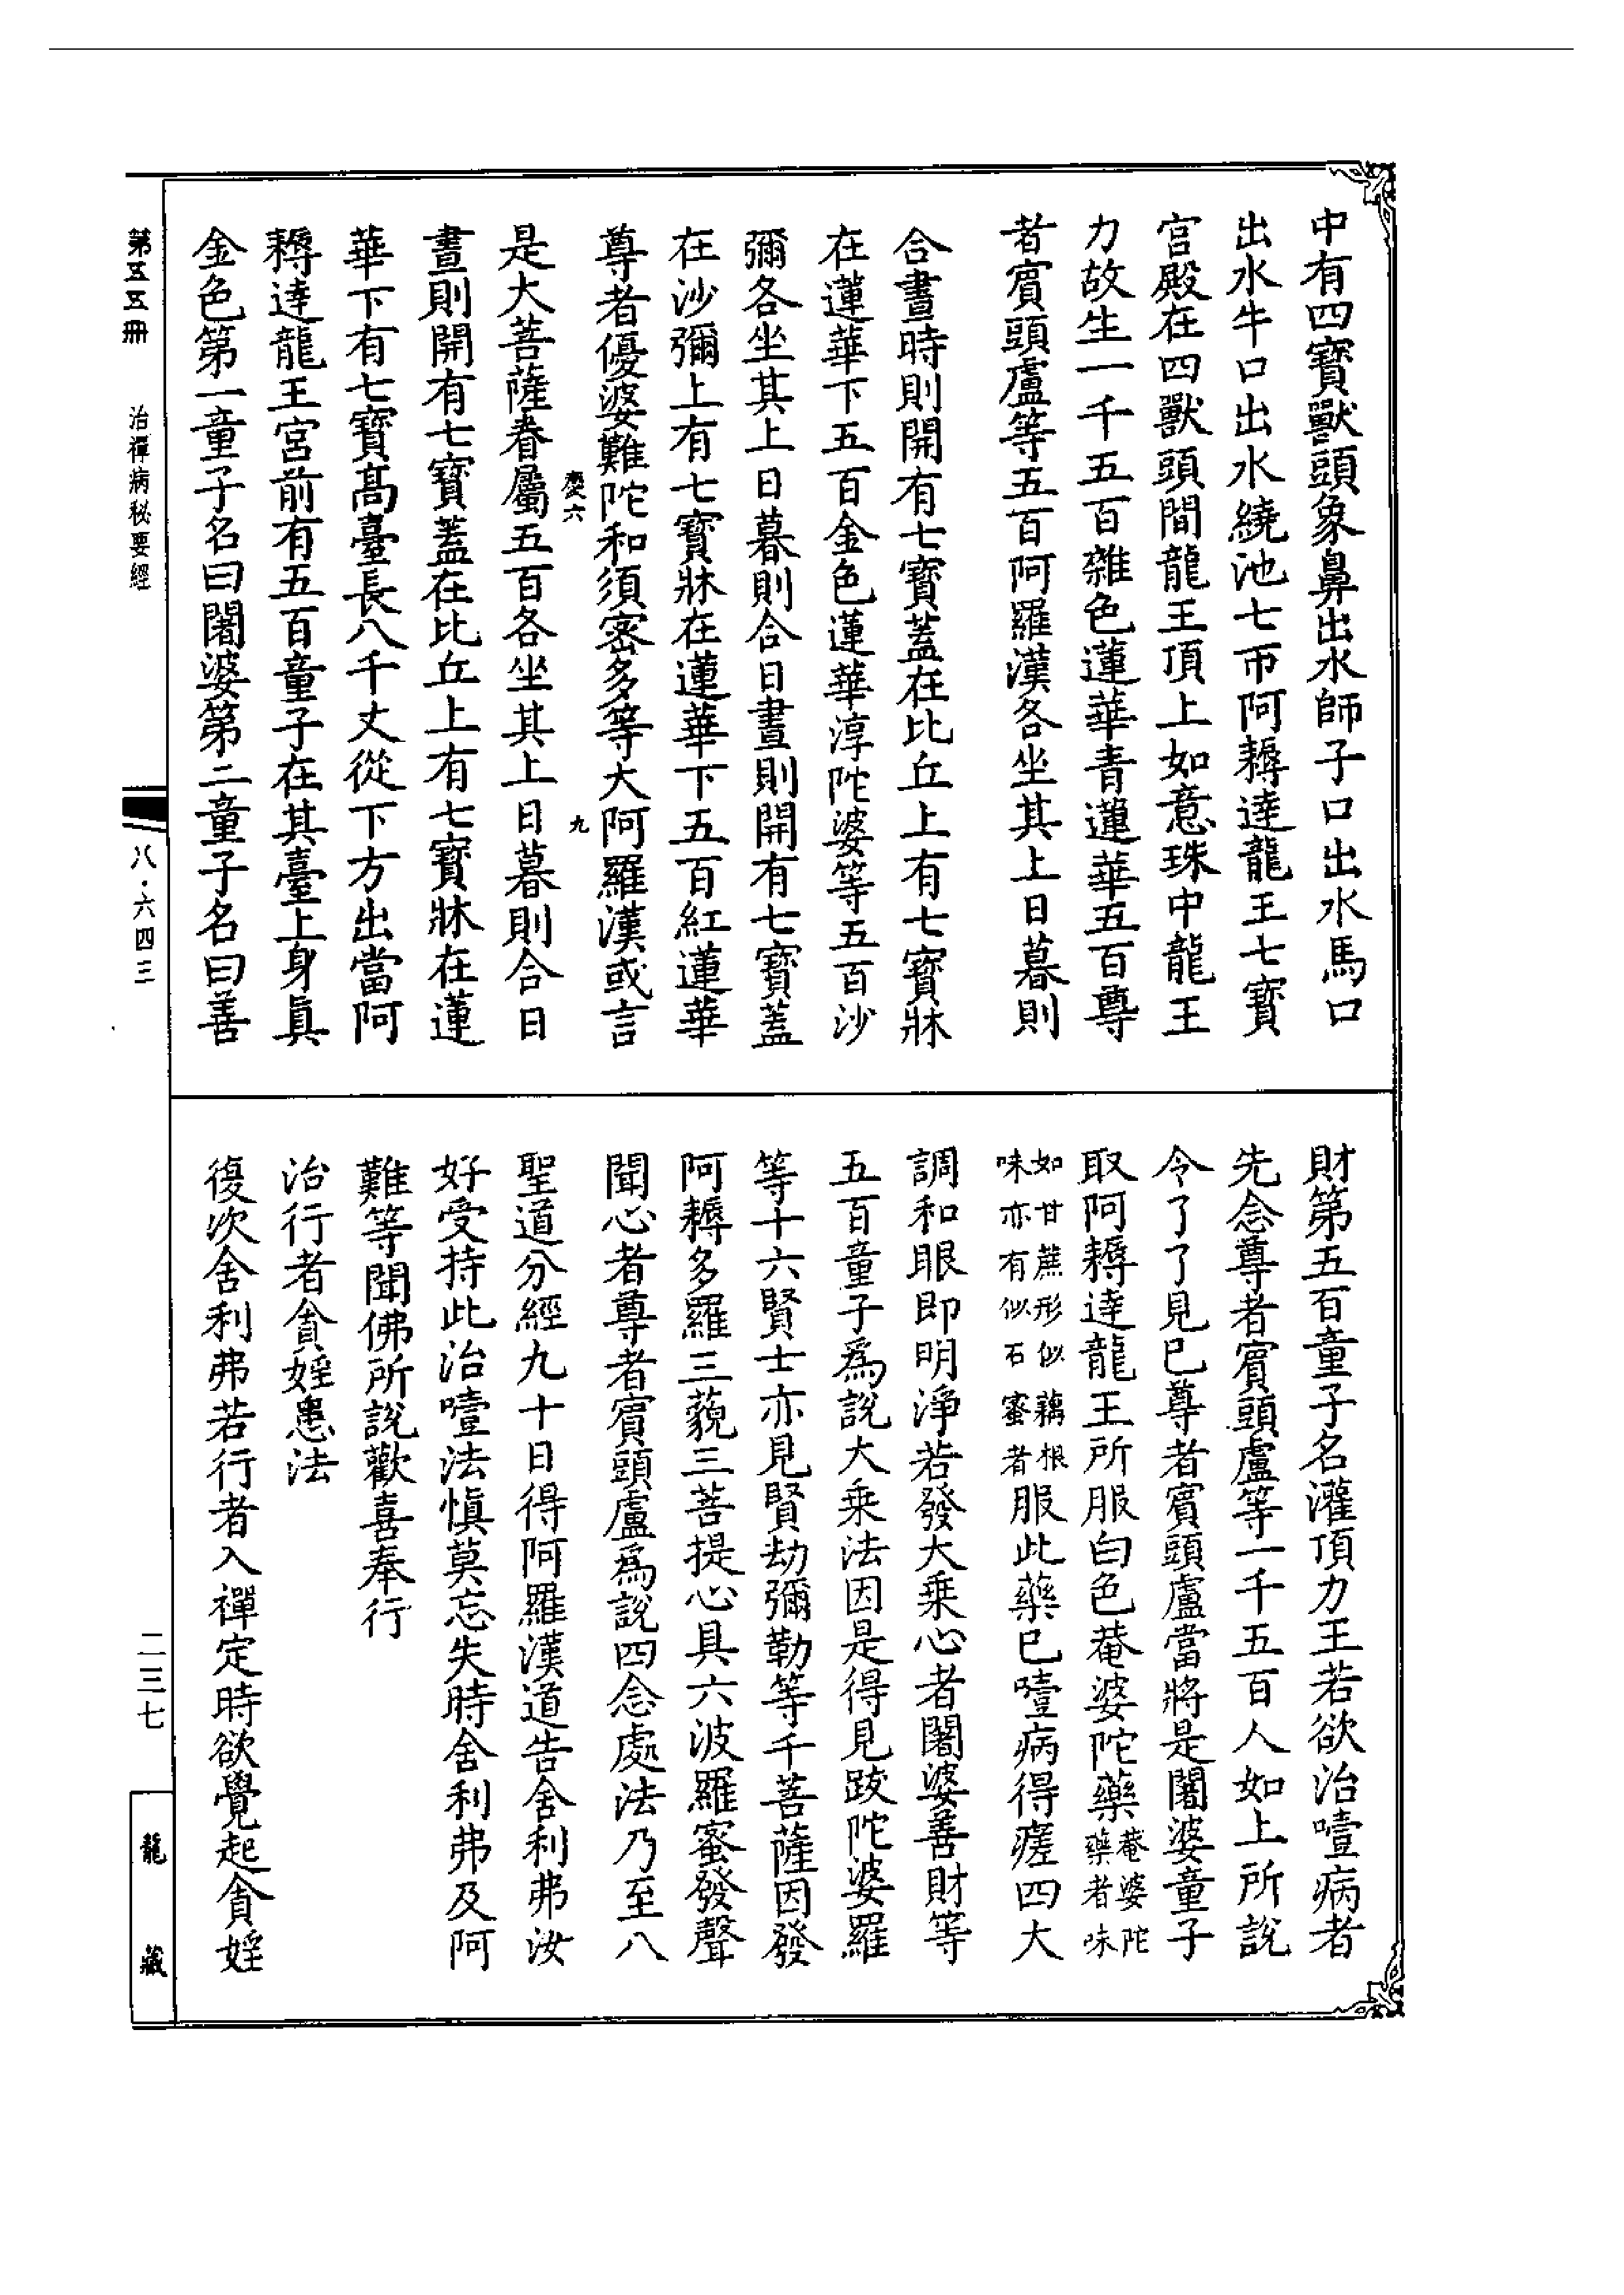 中有四寶獸頭象鼻出水師子口出水馬口
出水牛口出水繞池七帀阿耨達龍王七寶
宮殿在四獸頭間龍王頂上如意珠中龍王
力故生一千五百雜色蓮華青蓮華五百尊
者賓頭盧等五百阿羅漢各坐其上日暮則
合晝時則開有七寶蓋在比丘上有七寶牀
在蓮華下五百金色蓮華淳陀婆等五百沙
彌各坐其上日暮則合日晝則開有七寶蓋
在沙彌上有七寶牀在蓮華下五百紅蓮華
尊者優婆難陀和須蜜多等大阿羅漢或言
慶六 九
是大菩薩眷屬五百各坐其上日暮則合日
晝則開有七寶蓋在比丘上有七寶牀在蓮
華下有七寶高臺長八千丈從下方出當阿
耨達龍王宮前有五百童子在其臺上身真
金色第一童子名曰闍婆第二童子名曰善
財第五百童子名灌頂力王若欲治噎病者
先念尊者賓頭盧等一千五百人如上所說
令了了見已尊者賓頭盧當將是闍婆童子
取阿耨達龍王所服白色菴婆陀藥菴婆陀藥者味
如甘蔗形似藕根味亦有似石蜜者服此藥已噎病得瘥四大
調和眼即明淨若發大乘心者闍婆善財等
五百童子為說大乘法因是得見跋陀婆羅
等十六賢士亦見賢劫彌勒等千菩薩因發
阿耨多羅三藐三菩提心具六波羅蜜發聲
聞心者尊者賓頭盧為說四念處法乃至八
聖道分經九十日得阿羅漢道告舍利弗汝
好受持此治噎法慎莫忘失時舍利弗及阿
難等聞佛所說歡喜奉行
治行者貪婬患法
復次舍利弗若行者入禪定時欲覺起貪婬
第五五冊 治禪病秘要經
八·六四三
二三七
龍藏